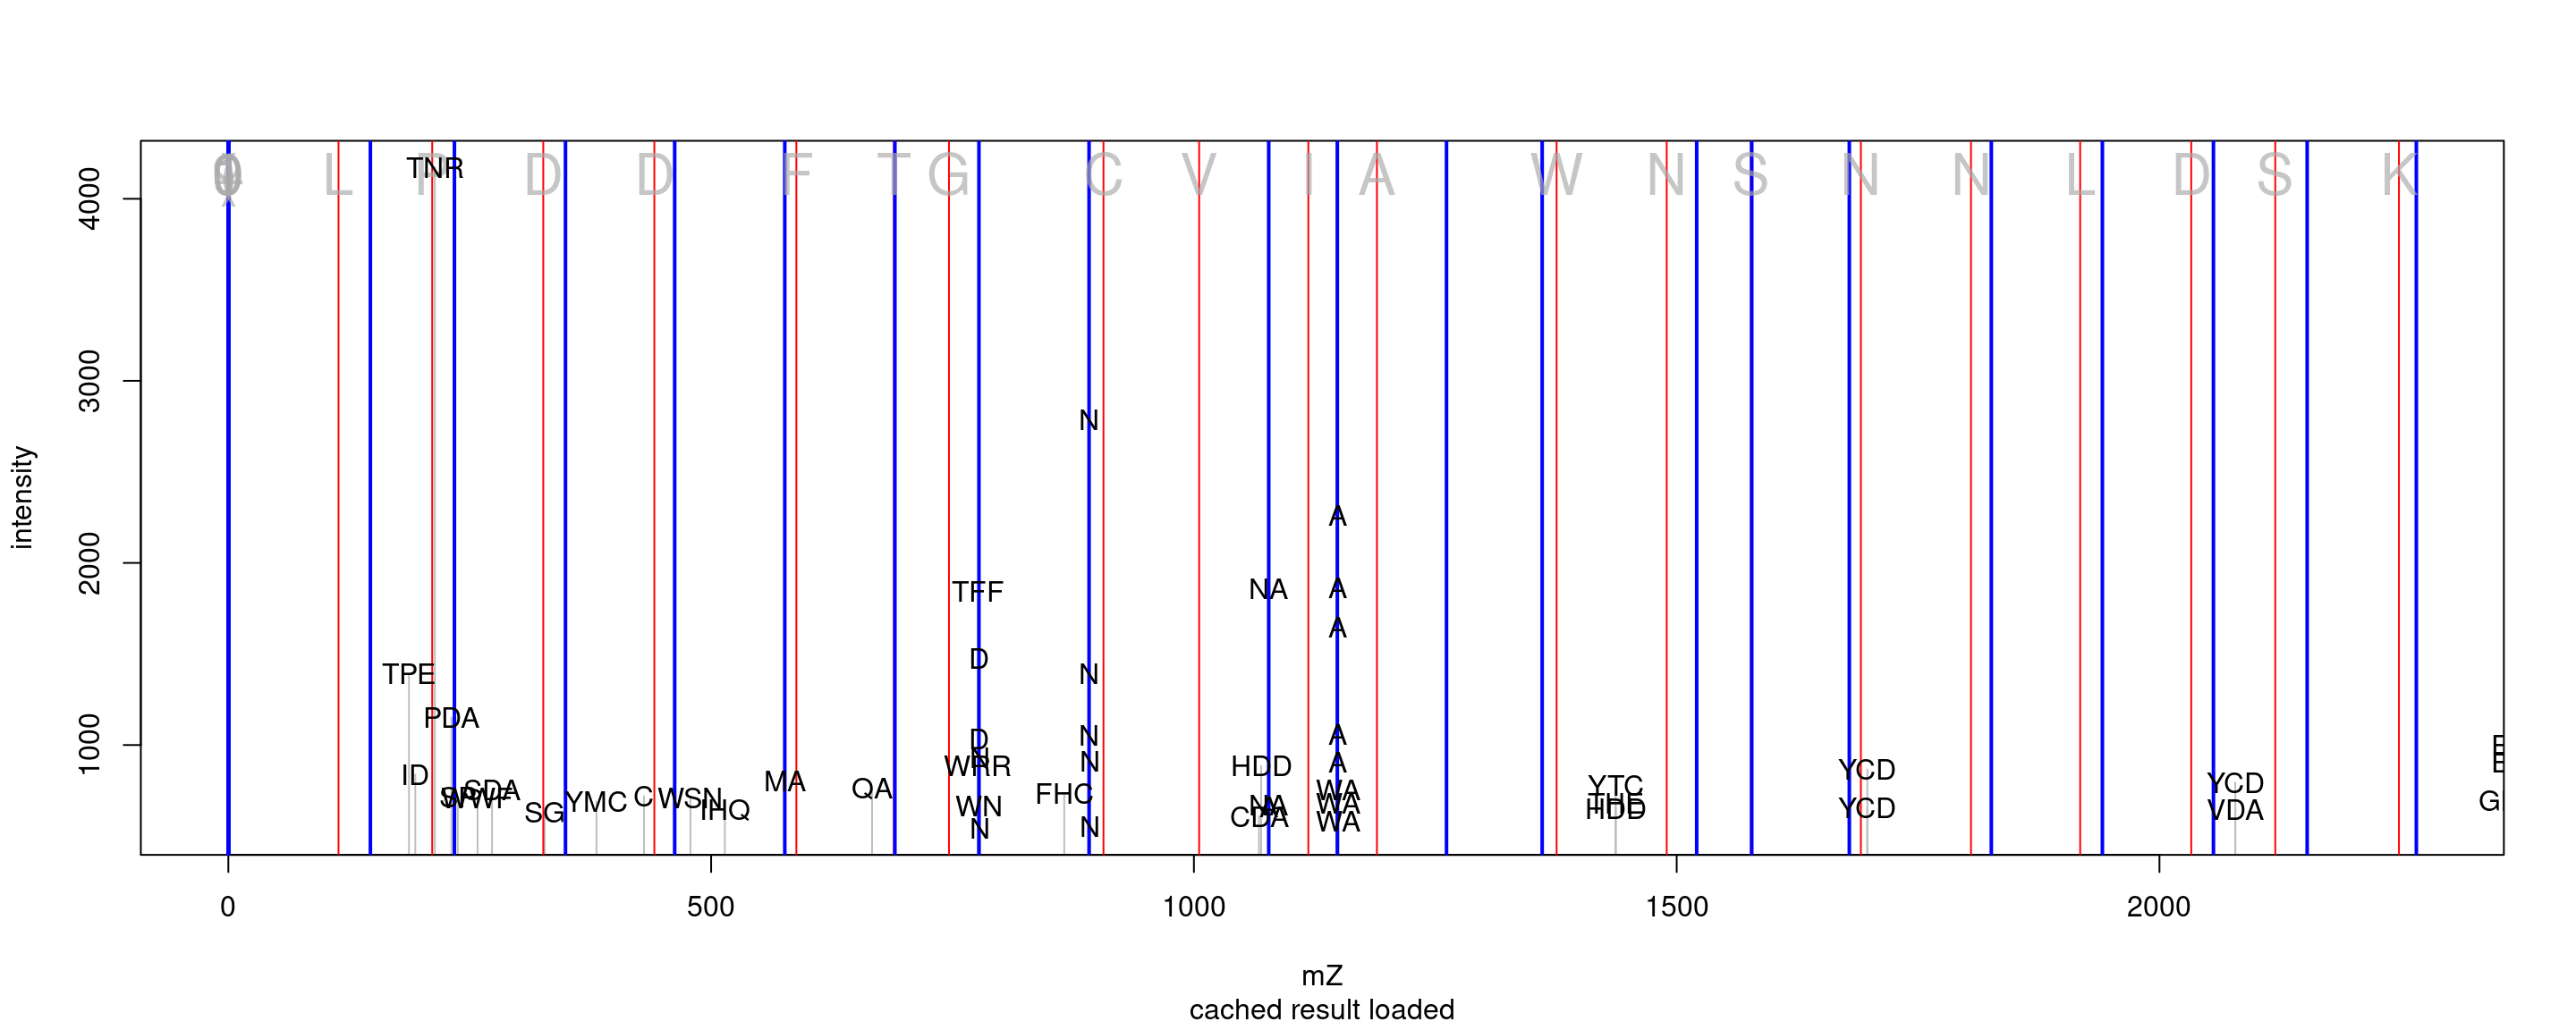 L P D D F T G C V I A W N S N N L D S K
TNR
4000
3000
2000
1000
intensity
N
A
TFF
NA
A
A
D
TPE
N
PDA
D
N
A
N
WRR
N
HDD
A
ID
SDA
YMC
C
WSN
IHQ
SG
MA
QA
WN
N
FHC
N
CDA
NA
WA
WA
WA
YTC
HDD
YCD
YCD
YCD
VDA
E
E
G
0
500
1000
1500
2000
mZ
cached result loaded